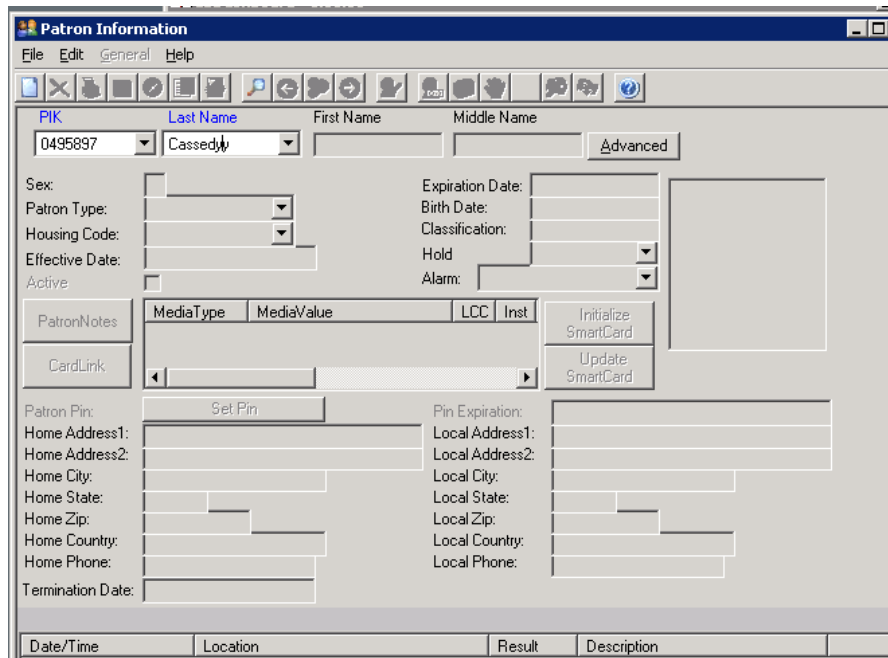 Patron Information
File Edit General Help
PIK Last Name First Name Middle Name
0495897 Cassedy Advanced
Sex: Expiration Date:
Patron Type: Birth Date:
Housing Code: Classification:
Effective Date: Hold
Active Alarm:
PatronNotes MediaType MediaValue LCC Inst Initialize SmartCard
CardLink Update SmartCard
Patron Pin: Set Pin Pin Expiration:
Home Address1: Local Address1:
Home Address2: Local Address2:
Home City: Local City:
Home State: Local State:
Home Zip: Local Zip:
Home Country: Local Country:
Home Phone: Local Phone:
Termination Date:
Date/Time Location Result Description